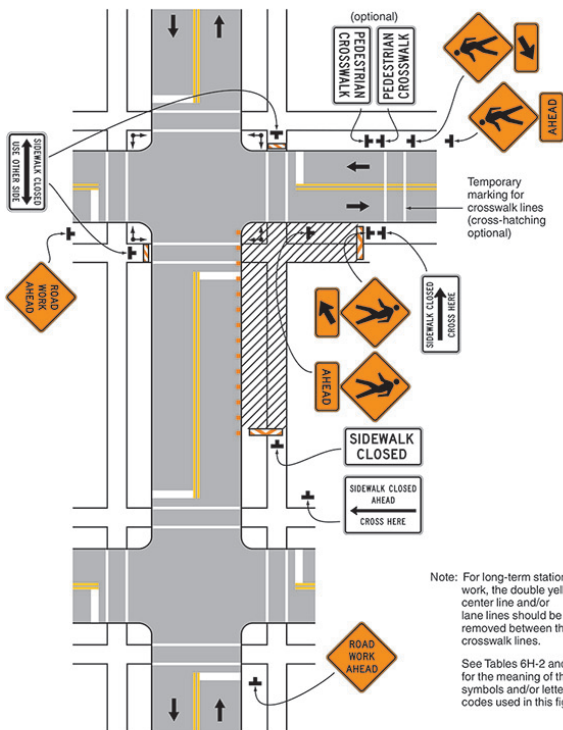 (optional)
PEDESTRIAN
CROSSWALK
PEDESTRIAN
CROSSWALK
AHEAD
SIDEWALK CLOSED
USE OTHER SIDE
Temporary
marking for
crosswalk lines
(cross-hatching
optional)
ROAD
WORK
AHEAD
SIDEWALK CLOSED
CROSS HERE
AHEAD
SIDEWALK
CLOSED
SIDEWALK CLOSED
AHEAD
CROSS HERE
Note: For long-term station
work, the double yel
center line and/or
lane lines should be
removed between th
crosswalk lines.
See Tables 6H-2 and
for the meaning of th
symbols and/or lette
codes used in this fig
ROAD
WORK
AHEAD